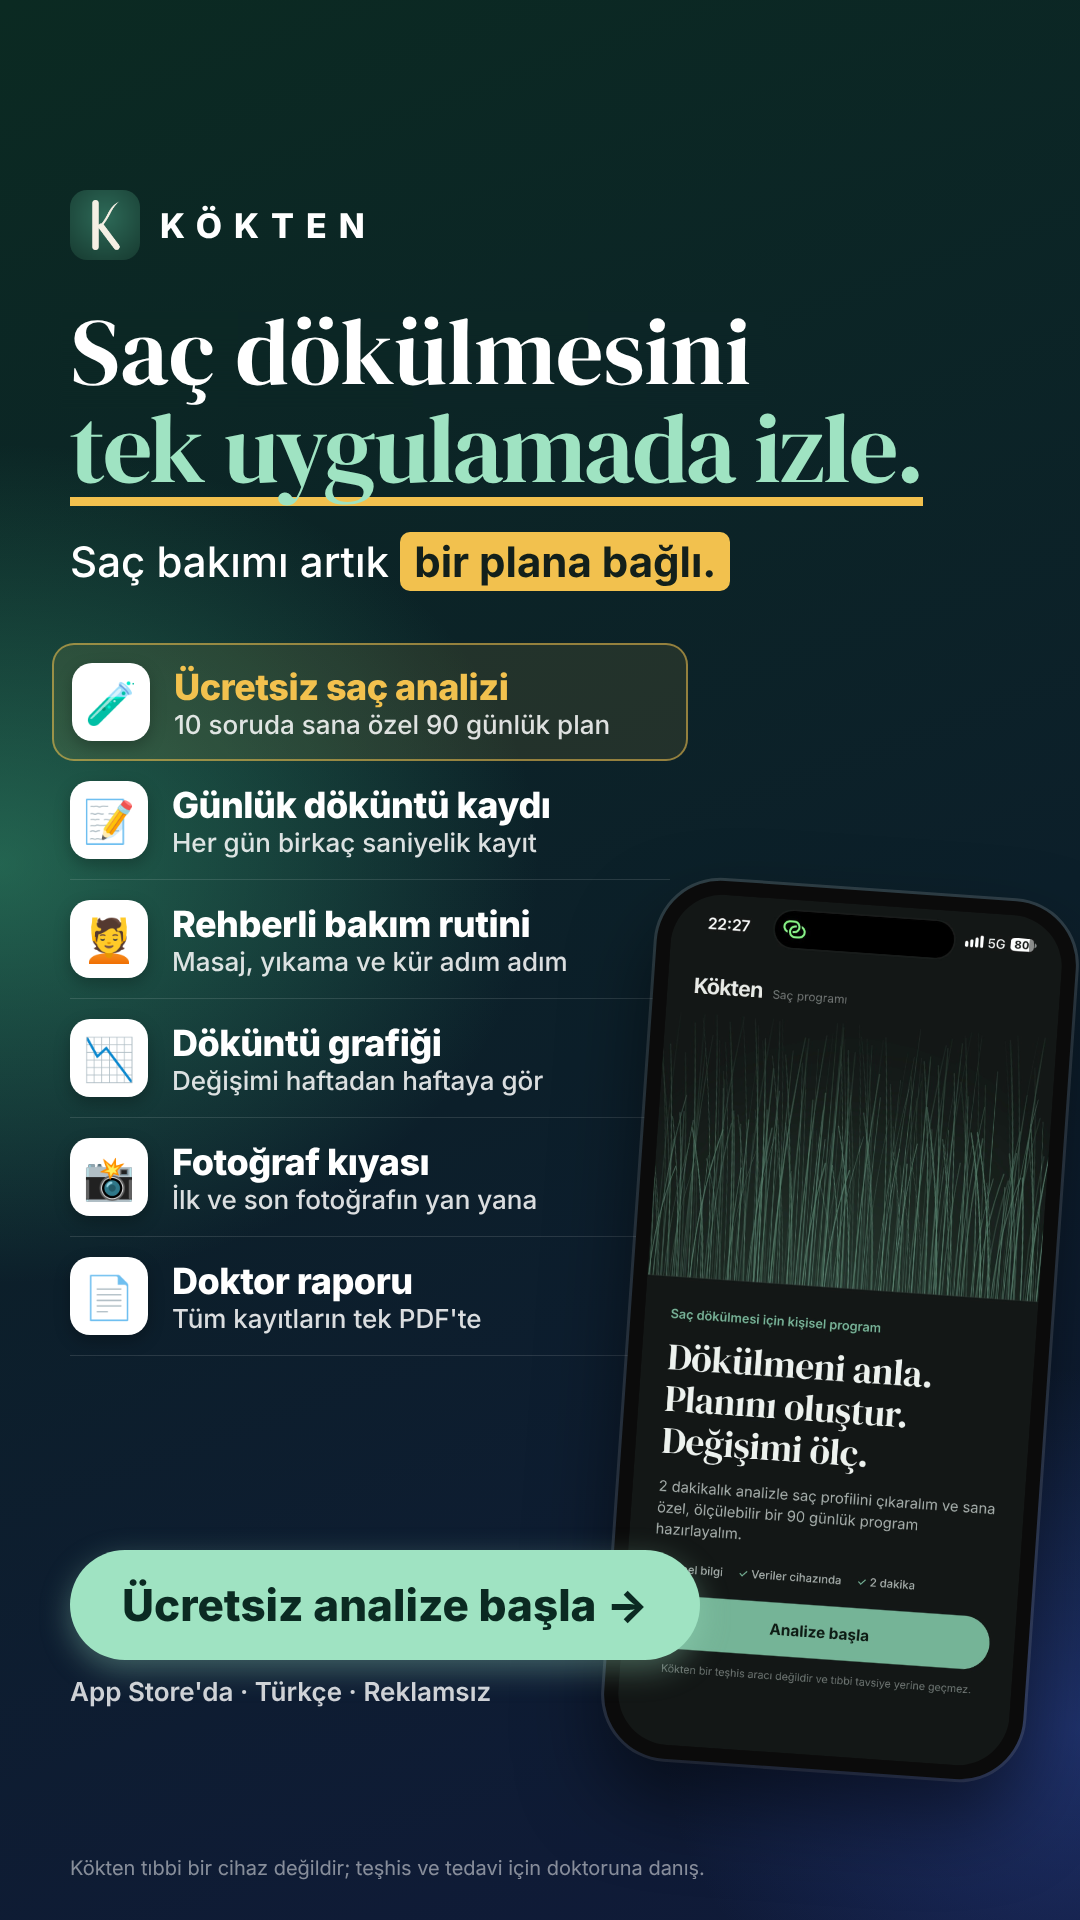 KÖKTEN
Saç dökülmesini
tek uygulamada izle.
Saç bakımı artık bir plana bağlı.
Ücretsiz saç analizi
10 soruda sana özel 90 günlük plan
Günlük döküntü kaydı
Her gün birkaç saniyelik kayıt
Rehberli bakım rutini
Masaj, yıkama ve kür adım adım
Döküntü grafiği
Değişimi haftadan haftaya gör
Fotoğraf kıyası
İlk ve son fotoğrafın yan yana
Doktor raporu
Tüm kayıtların tek PDF'te
22:27
5G 80
Kökten Saç programı
Saç dökülmesi için kişisel program
Dökülmeni anla.
Planını oluştur.
Değişimi ölç.
2 dakikalık analizle saç profilini çıkaralım ve sana
özel, ölçülebilir bir 90 günlük program
hazırlayalım.
bilgi ✓ Veriler cihazında ✓ 2 dakika
Analize başla
Kökten bir teşhis aracı değildir ve tıbbi tavsiye yerine geçmez.
Ücretsiz analize başla →
App Store'da · Türkçe · Reklamsız
Kökten tıbbi bir cihaz değildir; teşhis ve tedavi için doktoruna danış.